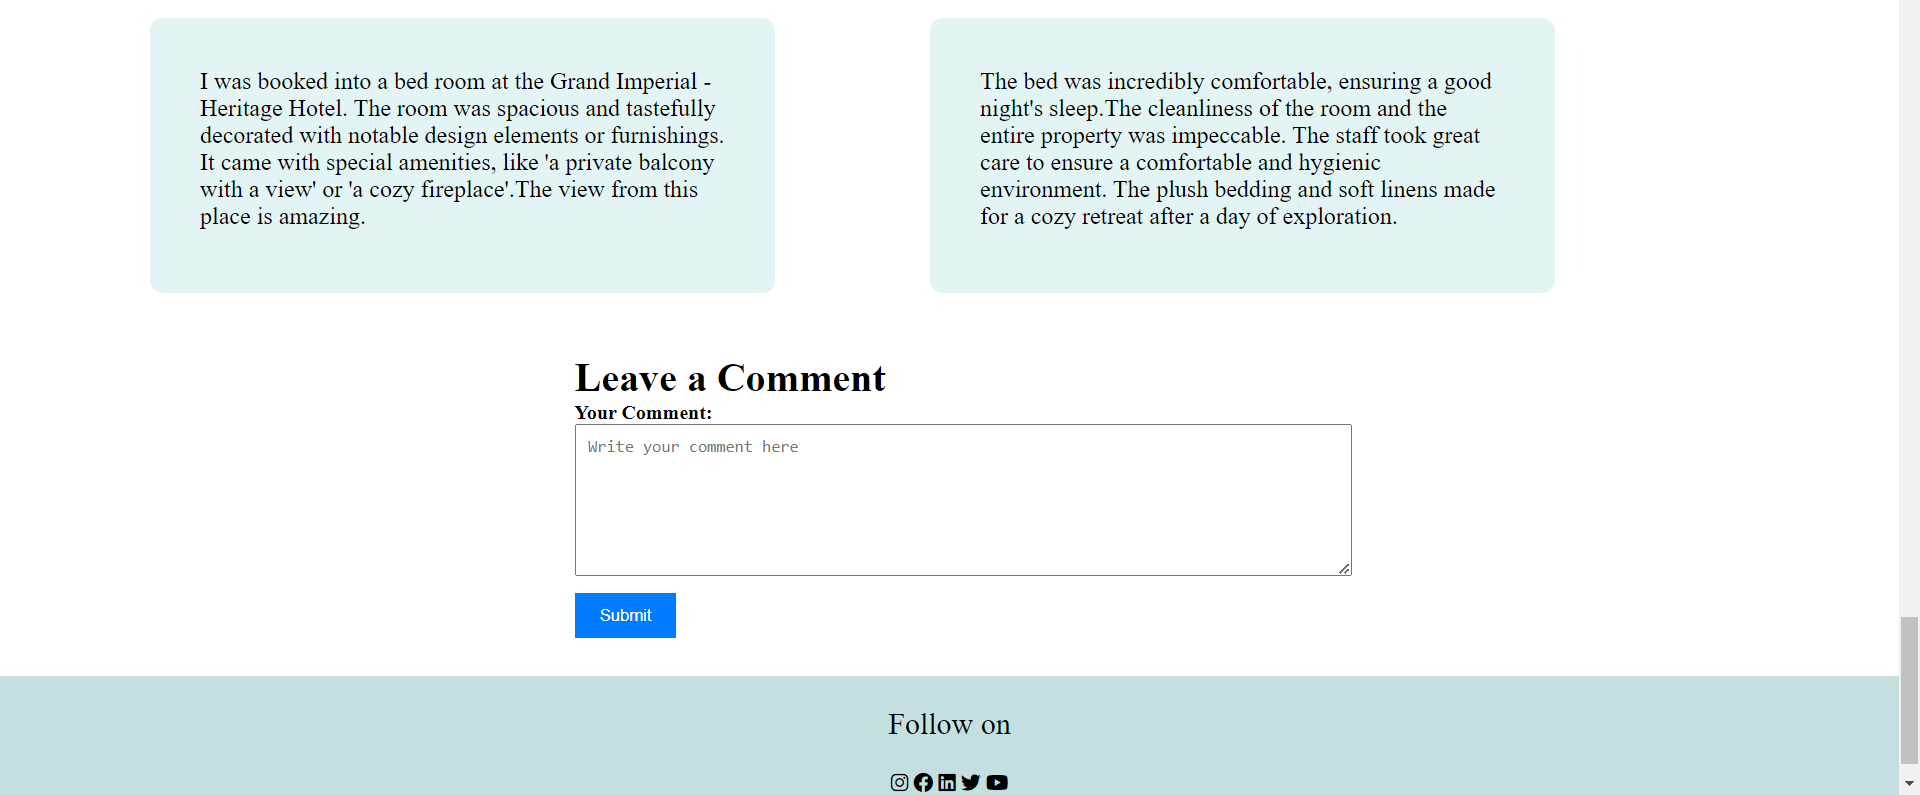 I was booked into a bed room at the Grand Imperial -
Heritage Hotel. The room was spacious and tastefully
decorated with notable design elements or furnishings.
It came with special amenities, like 'a private balcony
with a view' or 'a cozy fireplace'.The view from this
place is amazing.
The bed was incredibly comfortable, ensuring a good
night's sleep.The cleanliness of the room and the
entire property was impeccable. The staff took great
care to ensure a comfortable and hygienic
environment. The plush bedding and soft linens made
for a cozy retreat after a day of exploration.
Leave a Comment
Your Comment:
Write your comment here
Submit
Follow on